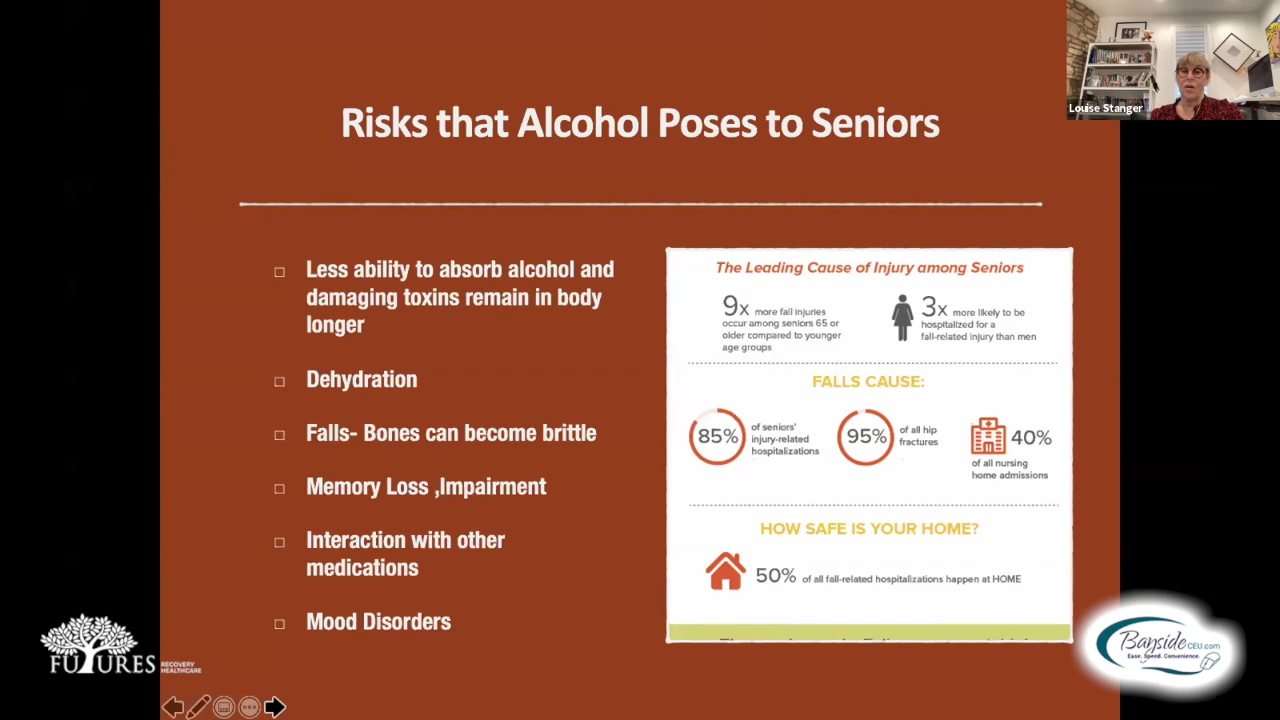 Louise Stanger
Risks that Alcohol Poses to Seniors
Less ability to absorb alcohol and
damaging toxins remain in body
longer
Dehydration
Falls- Bones can become brittle
Memory Loss ,Impairment
Interaction with other
medications
Mood Disorders
The Leading Cause of Injury among Seniors
9x more fall injuries
occur among seniors 65 or
older compared to younger
age groups
3x more likely to be
hospitalized for a
fall-related injury than men
FALLS CAUSE:
85% of seniors'
injury-related
hospitalizations
95% of all hip
fractures
40%
of all nursing
home admissions
HOW SAFE IS YOUR HOME?
50% of all fall-related hospitalizations happen at HOME
FUTURES RECOVERY
HEALTHCARE
Bayside CEU.com
Ease. Speed. Convenience.